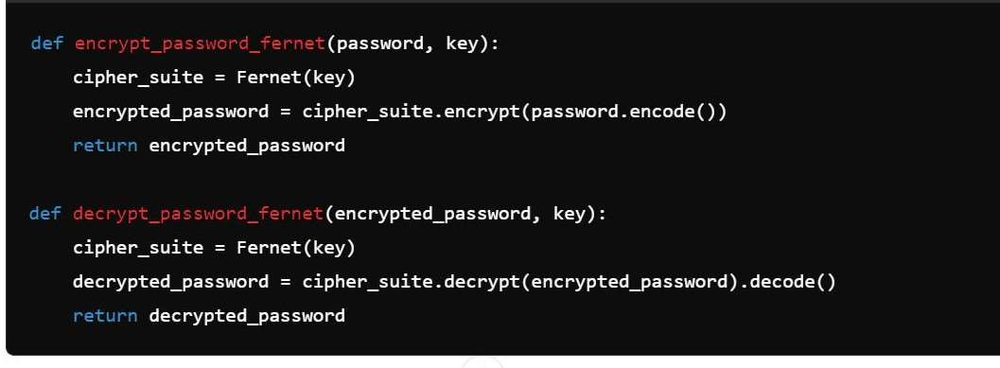 def encrypt_password_fernet(password, key):
    cipher_suite = Fernet(key)
    encrypted_password = cipher_suite.encrypt(password.encode())
    return encrypted_password
def decrypt_password_fernet(encrypted_password, key):
    cipher_suite = Fernet(key)
    decrypted_password = cipher_suite.decrypt(encrypted_password).decode()
    return decrypted_password